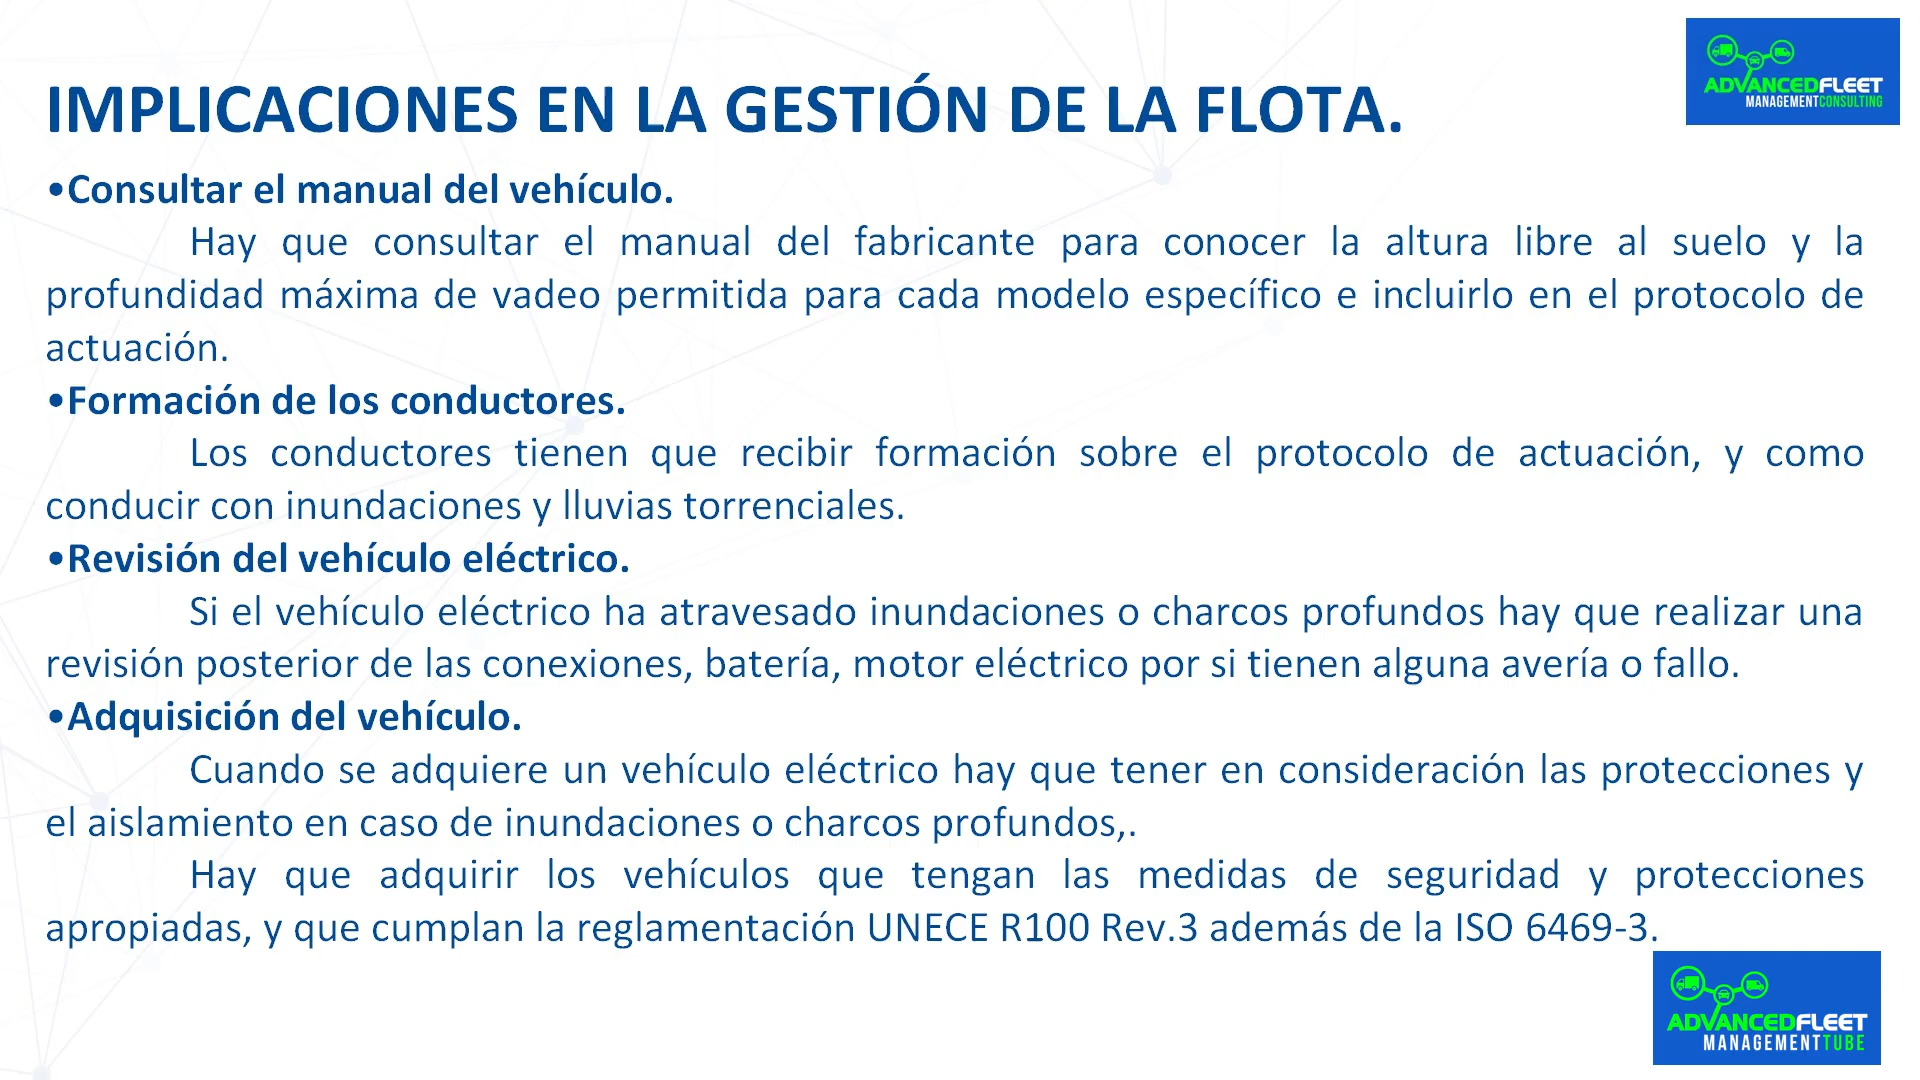 IMPLICACIONES EN LA GESTIÓN DE LA FLOTA.
ADVANCEDFLEET
MANAGEMENTCONSULTING
•Consultar el manual del vehículo.
Hay que consultar el manual del fabricante para conocer la altura libre al suelo y la
profundidad máxima de vadeo permitida para cada modelo específico e incluirlo en el protocolo de
actuación.
•Formación de los conductores.
Los conductores tienen que recibir formación sobre el protocolo de actuación, y como
conducir con inundaciones y lluvias torrenciales.
•Revisión del vehículo eléctrico.
Si el vehículo eléctrico ha atravesado inundaciones o charcos profundos hay que realizar una
revisión posterior de las conexiones, batería, motor eléctrico por si tienen alguna avería o fallo.
•Adquisición del vehículo.
Cuando se adquiere un vehículo eléctrico hay que tener en consideración las protecciones y
el aislamiento en caso de inundaciones o charcos profundos,.
Hay que adquirir los vehículos que tengan las medidas de seguridad y protecciones
apropiadas, y que cumplan la reglamentación UNECE R100 Rev.3 además de la ISO 6469-3.
ADVANCEDFLEET
MANAGEMENTTUBE